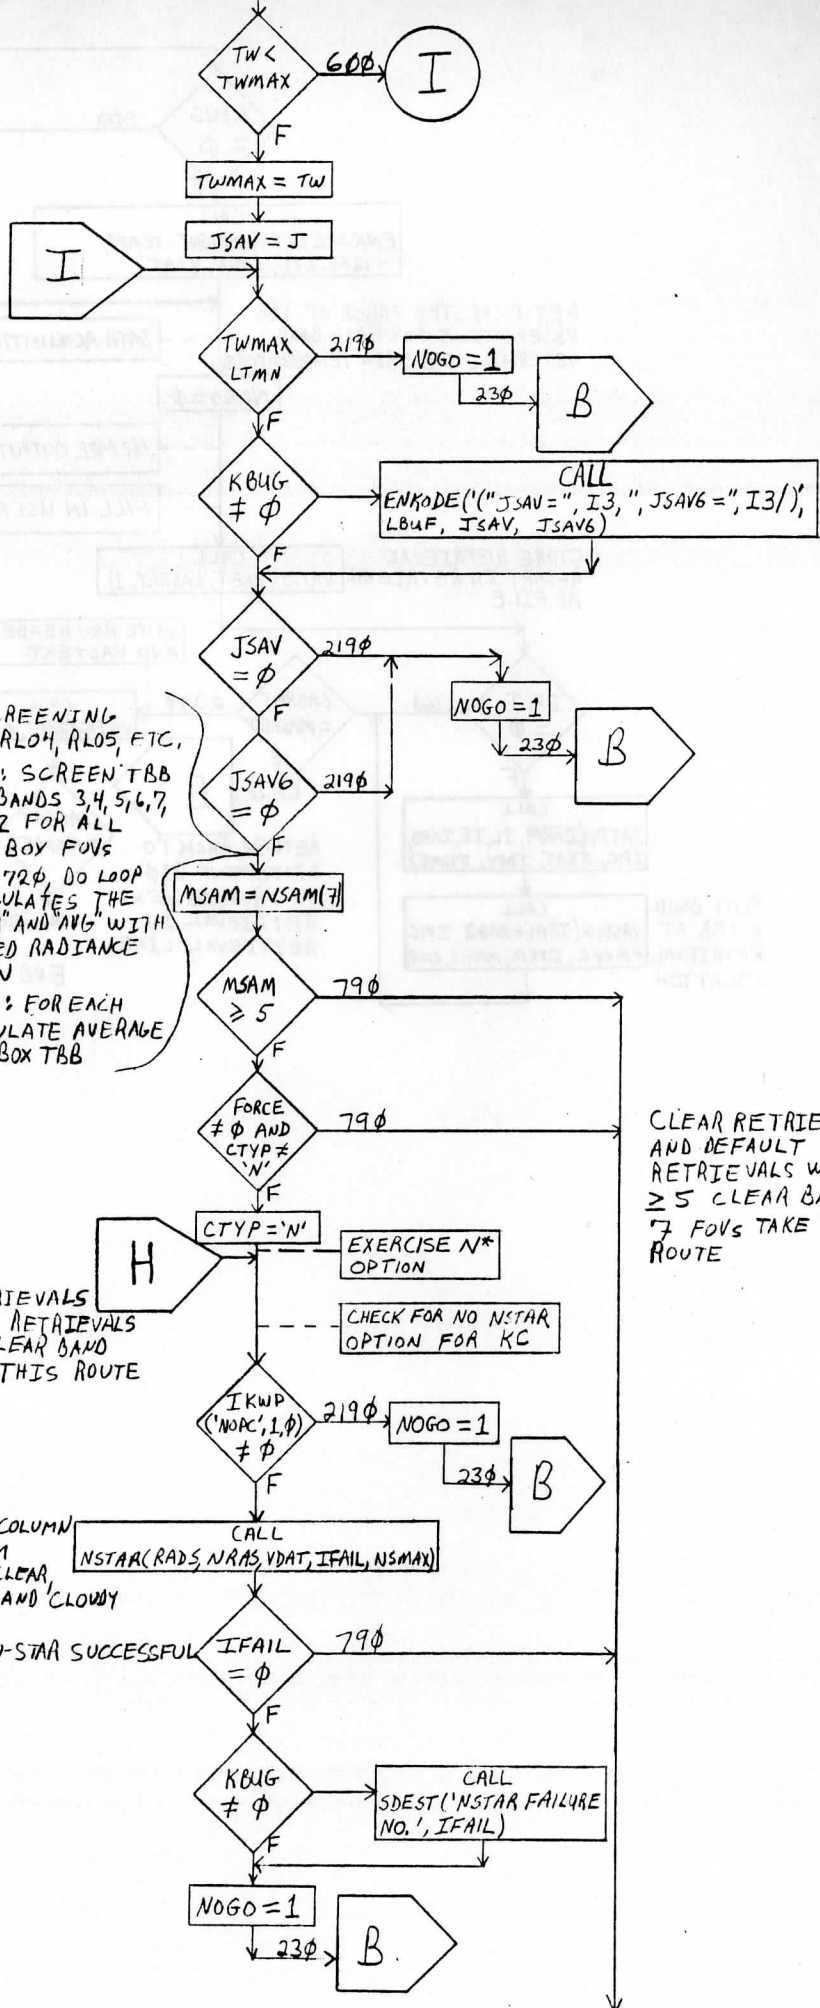 TW <
TWMAX
6ØØ
I
F
TWMAX = TW
JSAV = J
I
TWMAX
LTMN
219Ø
NOGO = 1
23Ø
B
F
KBUG
≠ Ø
CALL
ENKODE('("JSAV=", I3,", JSAV6=", I3/)',
LBUF, JSAV, JSAV6)
F
JSAV
= Ø
219Ø
NOGO = 1
23Ø
B
F
JSAV6
= Ø
219Ø
F
REENING
RLO4, RLO5, ETC.
: SCREEN TBB
BANDS 3,4,5,6,7,
2 FOR ALL
BOX FOVs
72Ø, DO LOOP
ULATES THE
" AND "AVG" WITH
ED RADIANCE
N
: FOR EACH
ULATE AVERAGE
BOX TBB
MSAM = NSAM(7)
MSAM
≥ 5
79Ø
F
FORCE
≠ Ø AND
CTYP ≠
'N'
79Ø
F
CLEAR RETRIE
AND DEFAULT
RETRIEVALS W
≥ 5 CLEAR BA
7 FOVs TAKE
ROUTE
CTYP = 'N'
H
EXERCISE N*
OPTION
CHECK FOR NO NSTAR
OPTION FOR KC
IEVALS
RETRIEVALS
LEAR BAND
THIS ROUTE
IKWP
('NOPC',1,Ø)
≠ Ø
219Ø
NOGO = 1
23Ø
B
F
COLUMN
CLEAR,
AND CLOUDY
CALL
NSTAR(RADS, NRAS, VDAT, IFAIL, NSMAX)
-STAR SUCCESSFUL
IFAIL
= Ø
79Ø
F
KBUG
≠ Ø
CALL
SDEST('NSTAR FAILURE
NO.', IFAIL)
F
NOGO = 1
23Ø
B